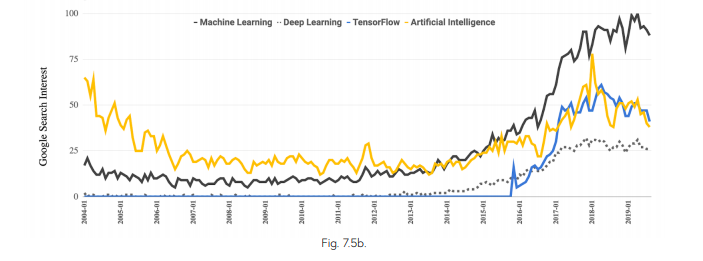 100
– Machine Learning ·· Deep Learning – TensorFlow – Artificial Intelligence
75
50
25
0
Google Search Interest
2004-01 2005-01 2006-01 2007-01 2008-01 2009-01 2010-01 2011-01 2012-01 2013-01 2014-01 2015-01 2016-01 2017-01 2018-01 2019-01
Fig. 7.5b.